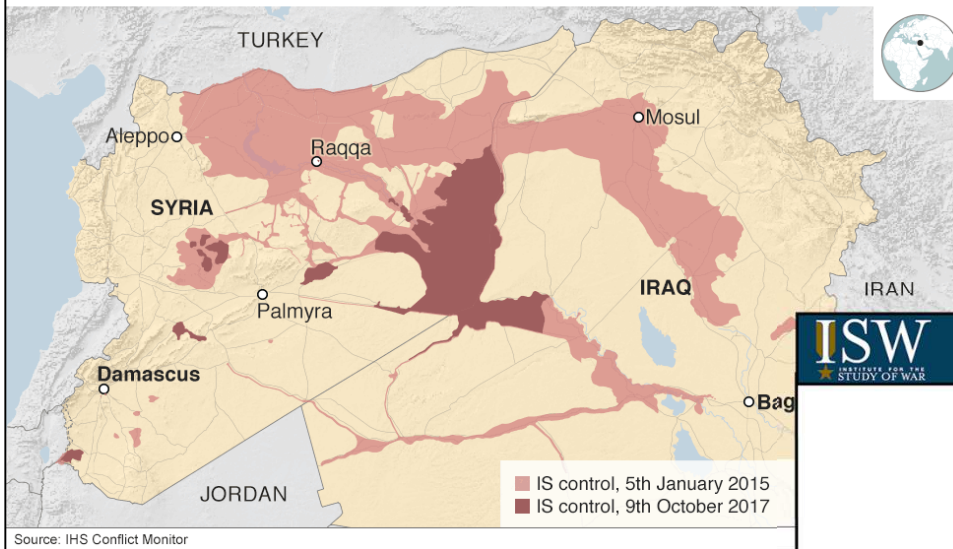 TURKEY
Mosul
Aleppo
Raqqa
SYRIA
IRAQ
IRAN
Palmyra
ISW
INSTITUTE FOR THE
STUDY OF WAR
Damascus
Bag
IS control, 5th January 2015
JORDAN
IS control, 9th October 2017
Source: IHS Conflict Monitor